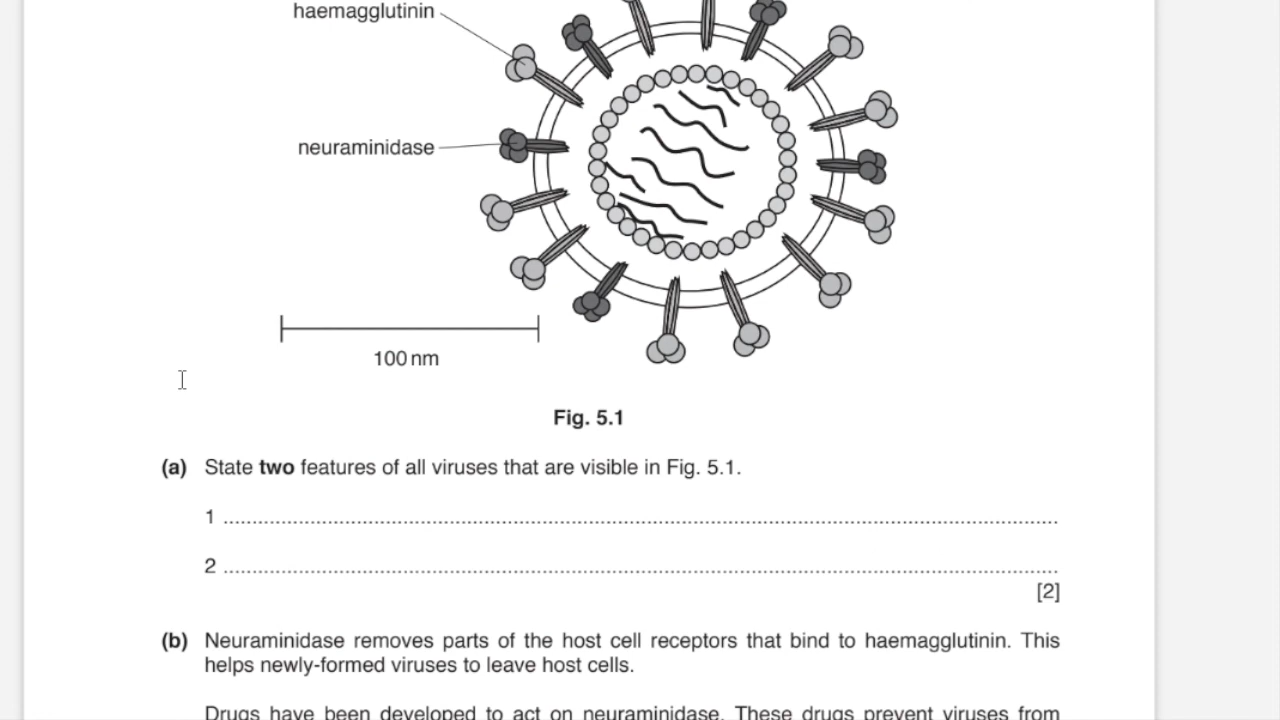 haemagglutinin
neuraminidase
100 nm
Fig. 5.1
(a) State two features of all viruses that are visible in Fig. 5.1.
1 ................................................................................................................................................
2 ................................................................................................................................................
[2]
(b) Neuraminidase removes parts of the host cell receptors that bind to haemagglutinin. This
helps newly-formed viruses to leave host cells.
Drugs have been developed to act on neuraminidase. These drugs prevent viruses from